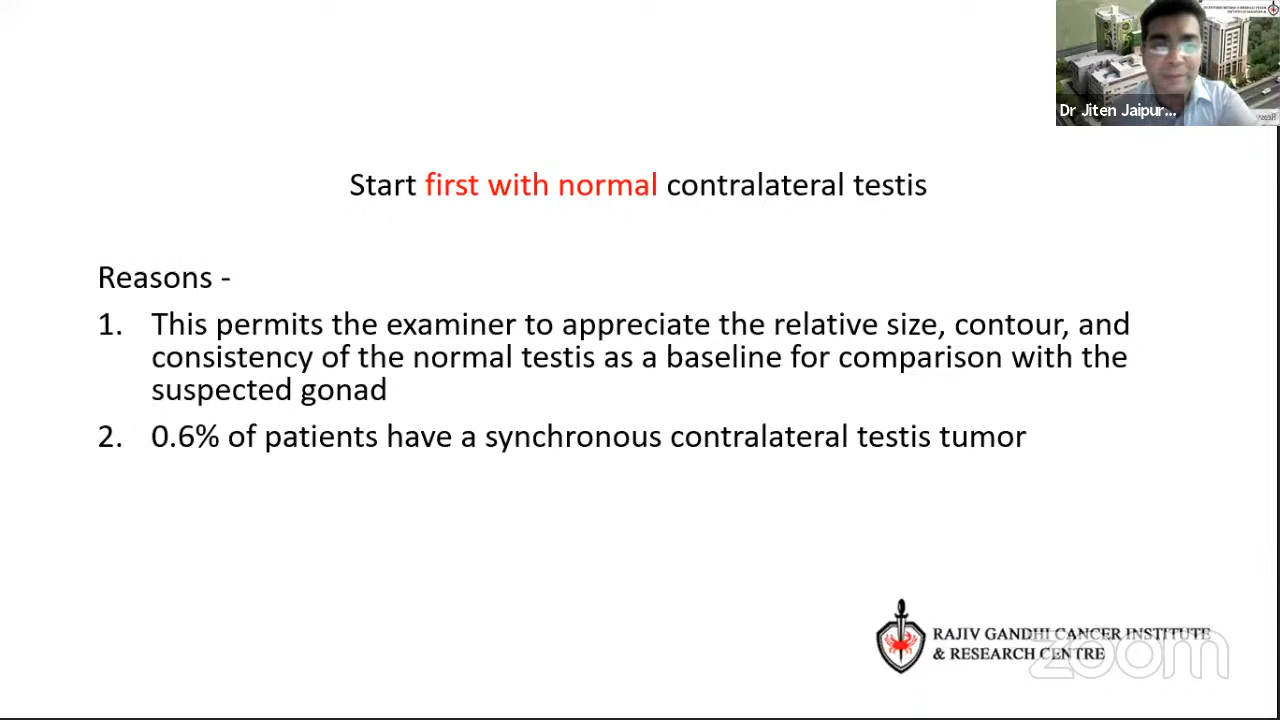 Dr Jiten Jaipur...
Start first with normal contralateral testis
Reasons -
1. This permits the examiner to appreciate the relative size, contour, and
consistency of the normal testis as a baseline for comparison with the
suspected gonad
2. 0.6% of patients have a synchronous contralateral testis tumor
RAJIV GANDHI CANCER INSTITUTE
& RESEARCH CENTRE
zoom